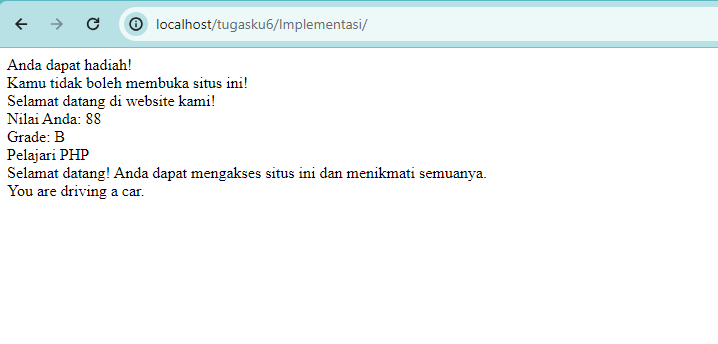 localhost/tugasku6/Implementasi/
Anda dapat hadiah!
Kamu tidak boleh membuka situs ini!
Selamat datang di website kami!
Nilai Anda: 88
Grade: B
Pelajari PHP
Selamat datang! Anda dapat mengakses situs ini dan menikmati semuanya.
You are driving a car.